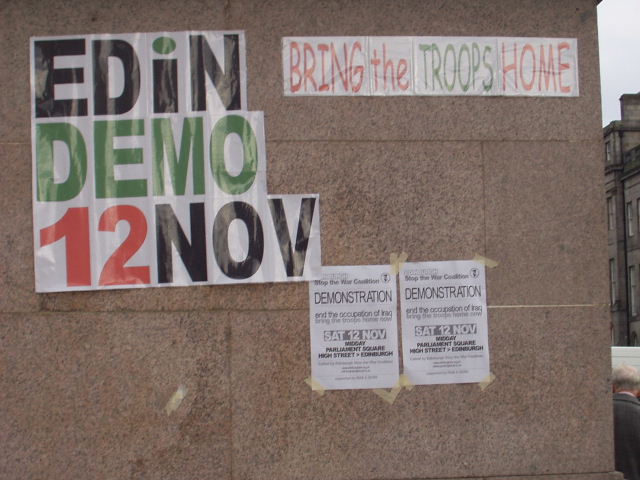 EDiN
DEMO
12NOV
BRING the TROOPS HOME
Stop the War Coalition
DEMONSTRATION
end the occupation of Iraq
bring the troops home now
SAT 12 NOV
MIDDAY
PARLIAMENT SQUARE
HIGH STREET > EDINBURGH
EDINBURGH
Stop the War Coalition
DEMONSTRATION
end the occupation of Iraq
bring the troops home now
SAT 12 NOV
MIDDAY
PARLIAMENT SQUARE
HIGH STREET > EDINBURGH